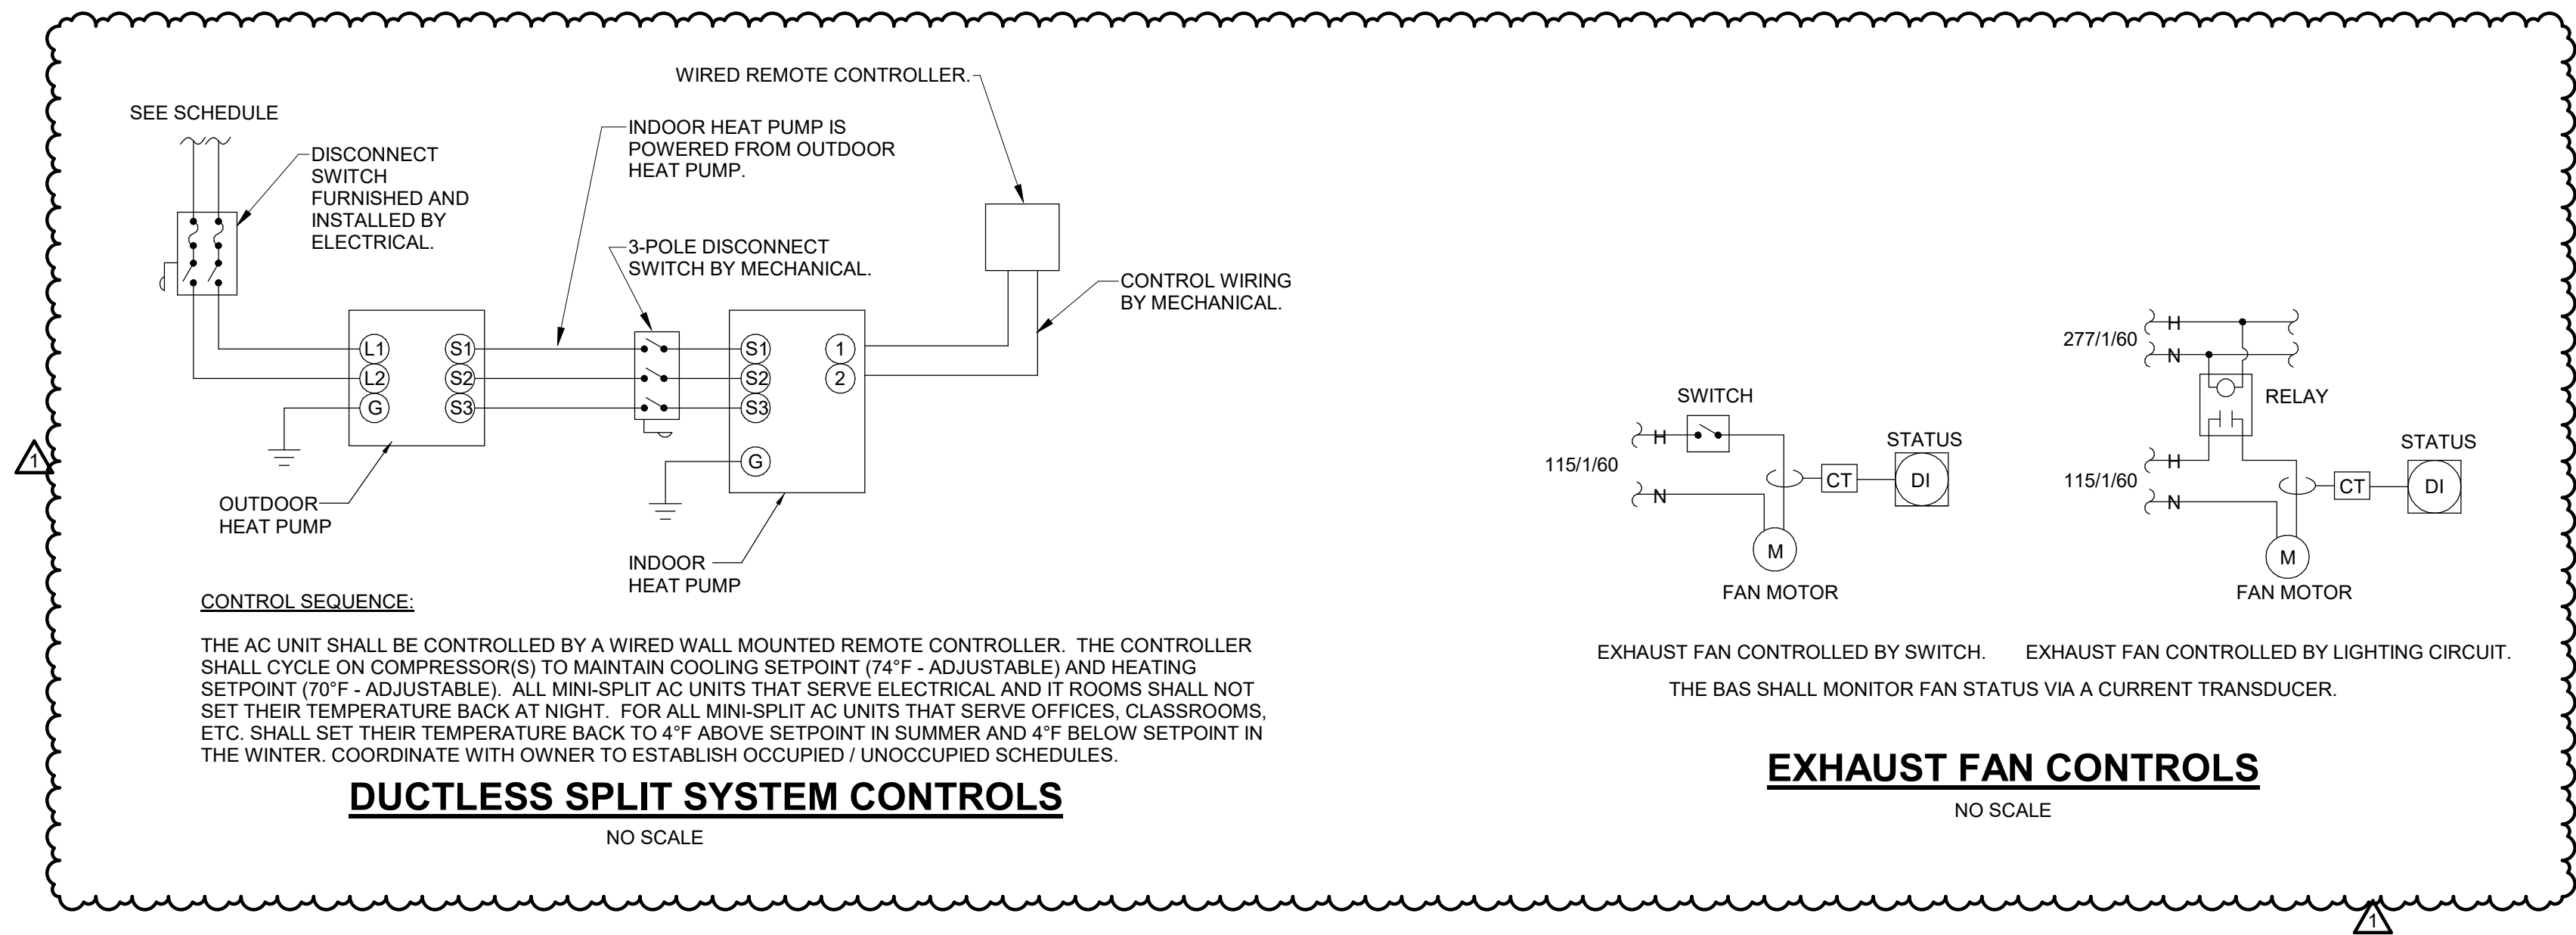 WIRED REMOTE CONTROLLER.
SEE SCHEDULE
DISCONNECT
SWITCH
FURNISHED AND
INSTALLED BY
ELECTRICAL.
INDOOR HEAT PUMP IS
POWERED FROM OUTDOOR
HEAT PUMP.
3-POLE DISCONNECT
SWITCH BY MECHANICAL.
CONTROL WIRING
BY MECHANICAL.
L1
L2
G
S1
S2
S3
S1
S2
S3
G
1
2
OUTDOOR
HEAT PUMP
INDOOR
HEAT PUMP
1
CONTROL SEQUENCE:
THE AC UNIT SHALL BE CONTROLLED BY A WIRED WALL MOUNTED REMOTE CONTROLLER. THE CONTROLLER
SHALL CYCLE ON COMPRESSOR(S) TO MAINTAIN COOLING SETPOINT (74°F - ADJUSTABLE) AND HEATING
SETPOINT (70°F - ADJUSTABLE). ALL MINI-SPLIT AC UNITS THAT SERVE ELECTRICAL AND IT ROOMS SHALL NOT
SET THEIR TEMPERATURE BACK AT NIGHT. FOR ALL MINI-SPLIT AC UNITS THAT SERVE OFFICES, CLASSROOMS,
ETC. SHALL SET THEIR TEMPERATURE BACK TO 4°F ABOVE SETPOINT IN SUMMER AND 4°F BELOW SETPOINT IN
THE WINTER. COORDINATE WITH OWNER TO ESTABLISH OCCUPIED / UNOCCUPIED SCHEDULES.
DUCTLESS SPLIT SYSTEM CONTROLS
NO SCALE
SWITCH
H
115/1/60
N
CT
STATUS
DI
M
FAN MOTOR
EXHAUST FAN CONTROLLED BY SWITCH.
277/1/60
H
N
RELAY
H
115/1/60
N
CT
STATUS
DI
M
FAN MOTOR
EXHAUST FAN CONTROLLED BY LIGHTING CIRCUIT.
THE BAS SHALL MONITOR FAN STATUS VIA A CURRENT TRANSDUCER.
EXHAUST FAN CONTROLS
NO SCALE
1